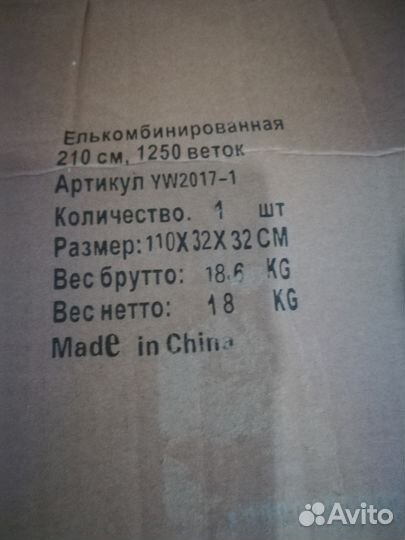 Елькомбинированная
210 см, 1250 веток
Артикул YW2017-1
Количество. 1 шт
Размер: 110X32X32 CM
Вес брутто: 18.6 KG
Вес нетто: 18 KG
Made in China
Avito